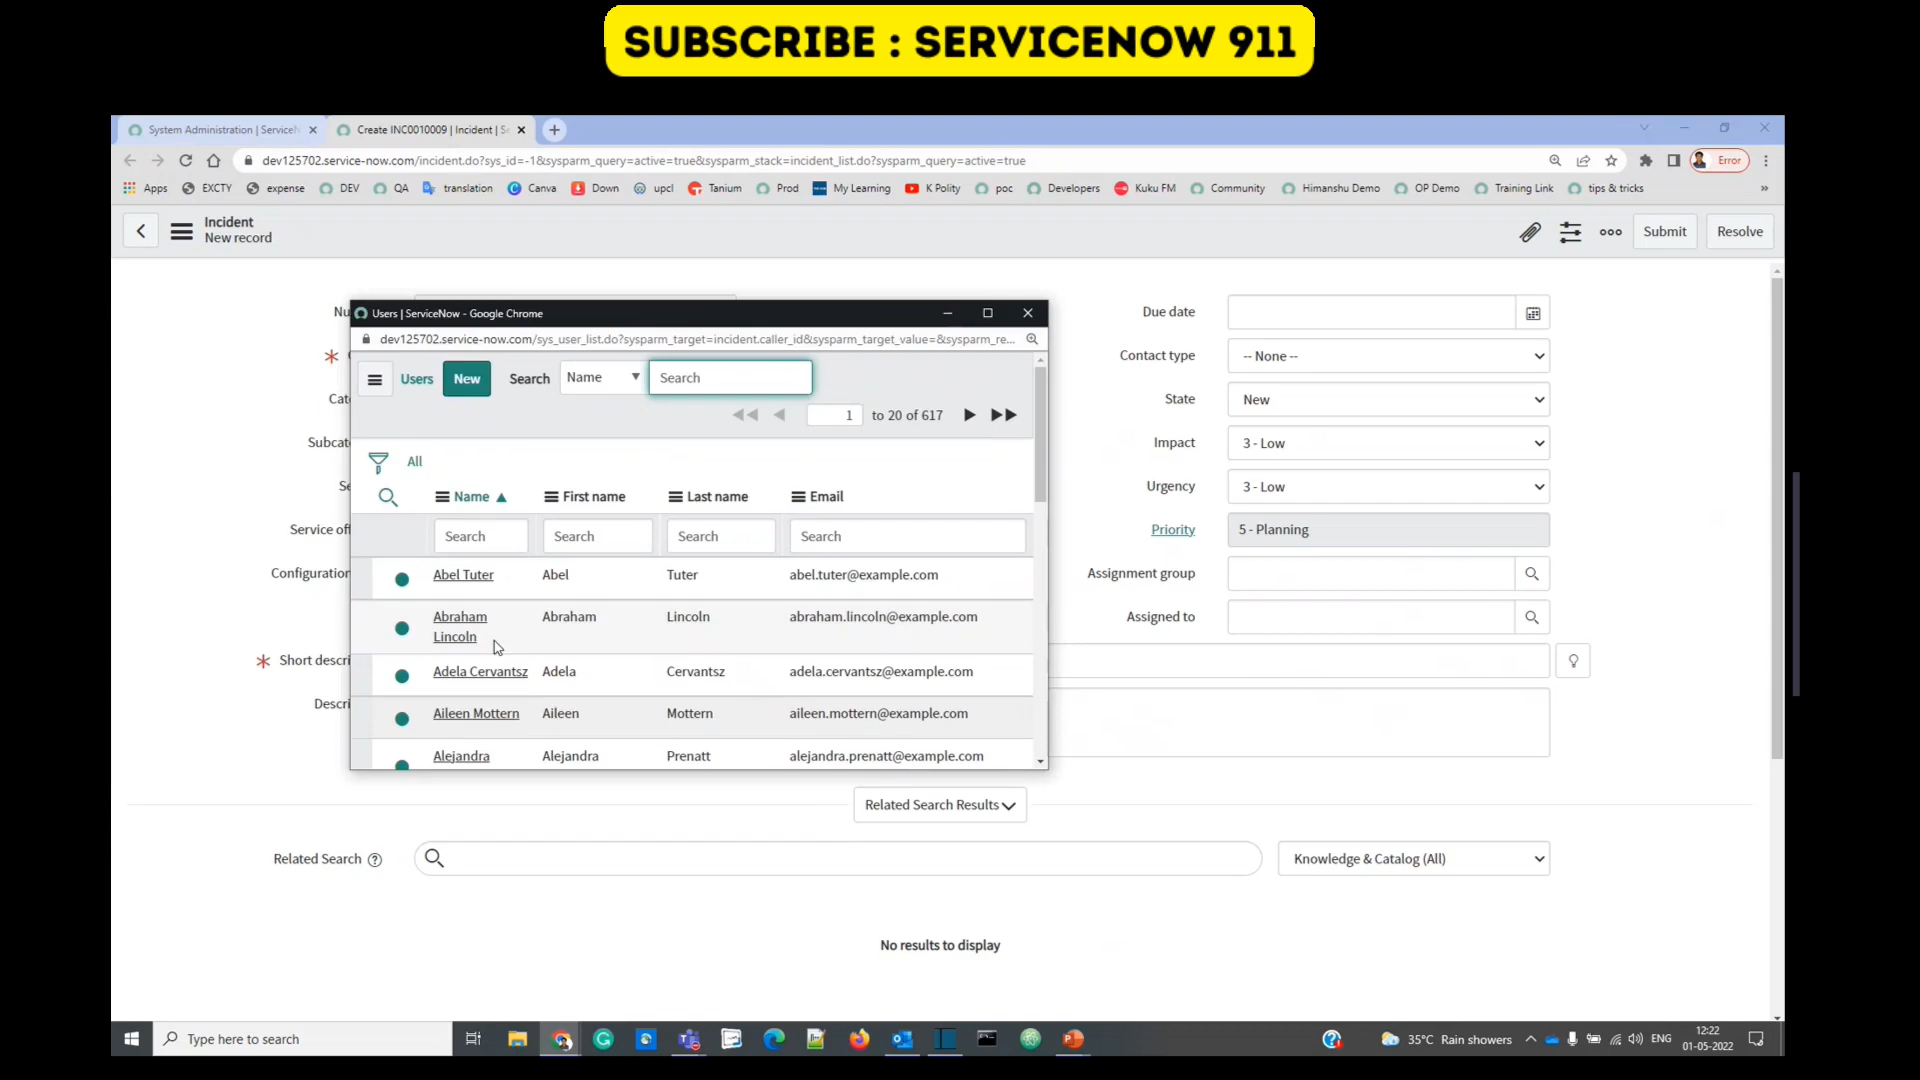 SUBSCRIBE : SERVICENOW 911
System Administration | ServiceN
Create INC0010009 | Incident | Se
dev125702.service-now.com/incident.do?sys_id=-1&sysparm_query=active=true&sysparm_stack=incident_list.do?sysparm_query=active=true
Error
Apps EXCTY expense DEV QA translation Canva Down upcl Tanium Prod My Learning K Polity poc Developers Kuku FM Community Himanshu Demo OP Demo Training Link tips & tricks »
Incident
New record
Submit Resolve
Nu
Cate
Subcate
Se
Service off
Configuration
Short descri
Descri
Users | ServiceNow - Google Chrome
dev125702.service-now.com/sys_user_list.do?sysparm_target=incident.caller_id&sysparm_target_value=&sysparm_re...
Users New Search Name Search
1 to 20 of 617
All
Name First name Last name Email
Search Search Search Search
Abel Tuter Abel Tuter abel.tuter@example.com
Abraham Lincoln Abraham Lincoln abraham.lincoln@example.com
Adela Cervantsz Adela Cervantsz adela.cervantsz@example.com
Aileen Mottern Aileen Mottern aileen.mottern@example.com
Alejandra Alejandra Prenatt alejandra.prenatt@example.com
Due date
Contact type -- None --
State New
Impact 3 - Low
Urgency 3 - Low
Priority 5 - Planning
Assignment group
Assigned to
Related Search Results
Related Search ? Knowledge & Catalog (All)
No results to display
Type here to search
35°C Rain showers ENG
12:22
01-05-2022